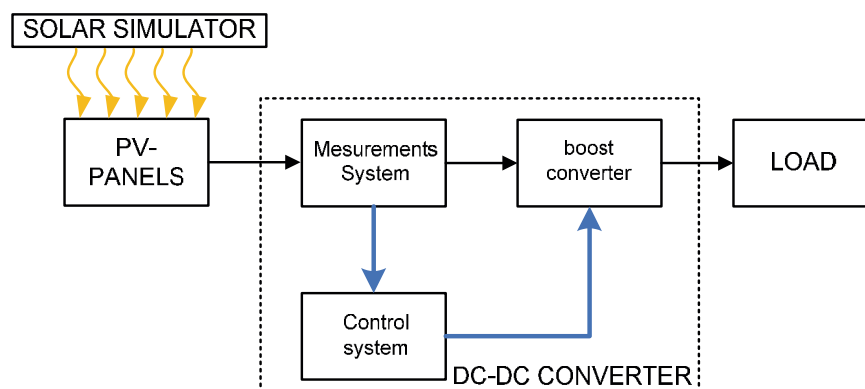 SOLAR SIMULATOR
PV-
PANELS
Mesurements
System
boost
converter
LOAD
Control
system
DC-DC CONVERTER